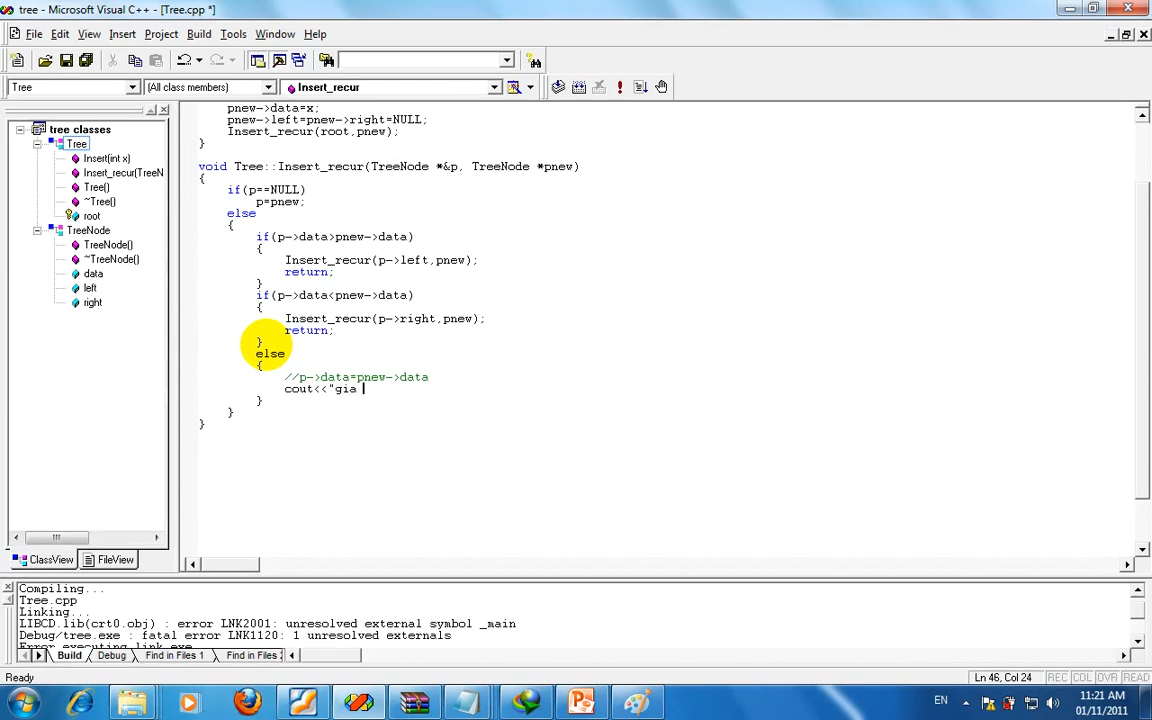 tree - Microsoft Visual C++ - [Tree.cpp *]
File Edit View Insert Project Build Tools Window Help
Tree (All class members) Insert_recur
tree classes
Tree
Insert(int x)
Insert_recur(TreeN
Tree()
~Tree()
root
TreeNode
TreeNode()
~TreeNode()
data
left
right
ClassView FileView
pnew->data=x;
pnew->left=pnew->right=NULL;
Insert_recur(root,pnew);
}
void Tree::Insert_recur(TreeNode *&p, TreeNode *pnew)
{
if(p==NULL)
p=pnew;
else
{
if(p->data>pnew->data)
{
Insert_recur(p->left,pnew);
return;
}
if(p->data<pnew->data)
{
Insert_recur(p->right,pnew);
return;
}
else
{
//p->data=pnew->data
cout<<"gia
}
}
}
Compiling...
Tree.cpp
Linking...
LIBCD.lib(crt0.obj) : error LNK2001: unresolved external symbol _main
Debug/tree.exe : fatal error LNK1120: 1 unresolved externals
Error executing link.exe
Build Debug Find in Files 1 Find in Files 2
Ready Ln 46, Col 24 REC COL OVR READ
EN 11:21 AM
01/11/2011